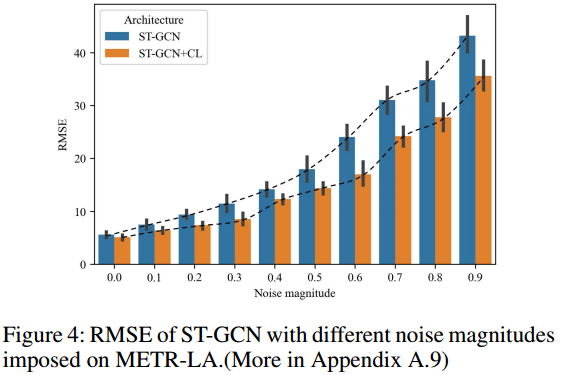 Architecture
ST-GCN
ST-GCN+CL
40
30
20
10
0
RMSE
0.0 0.1 0.2 0.3 0.4 0.5 0.6 0.7 0.8 0.9
Noise magnitude
Figure 4: RMSE of ST-GCN with different noise magnitudes
imposed on METR-LA.(More in Appendix A.9)